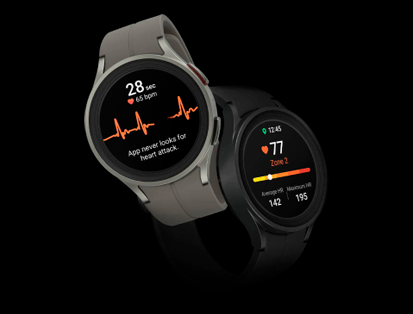 28 sec
65 bpm
App never looks for
heart attack.
12:45
77
Zone 2
Average HR Maximum HR
142 195